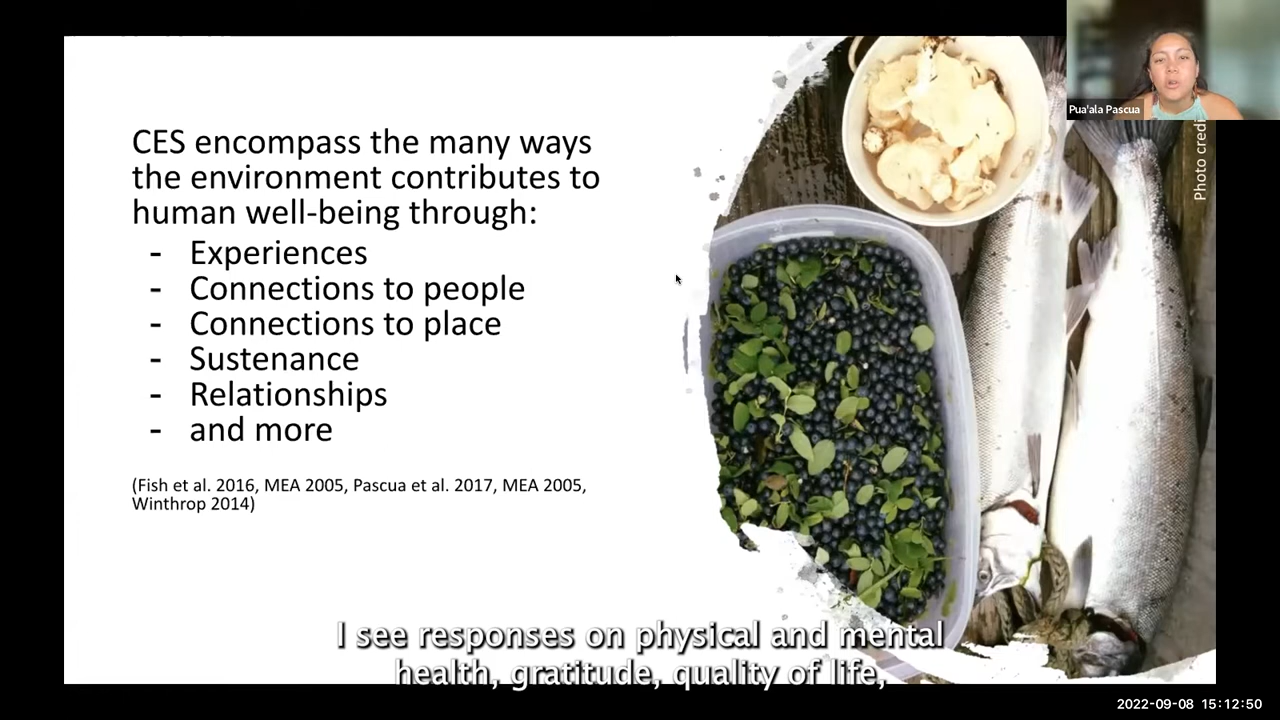 CES encompass the many ways
the environment contributes to
human well-being through:
- Experiences
- Connections to people
- Connections to place
- Sustenance
- Relationships
- and more
(Fish et al. 2016, MEA 2005, Pascua et al. 2017, MEA 2005,
Winthrop 2014)
Pua'ala Pascua
Photo
I see responses on physical and mental
health, gratitude, quality of life,
2022-09-08 15:12:50